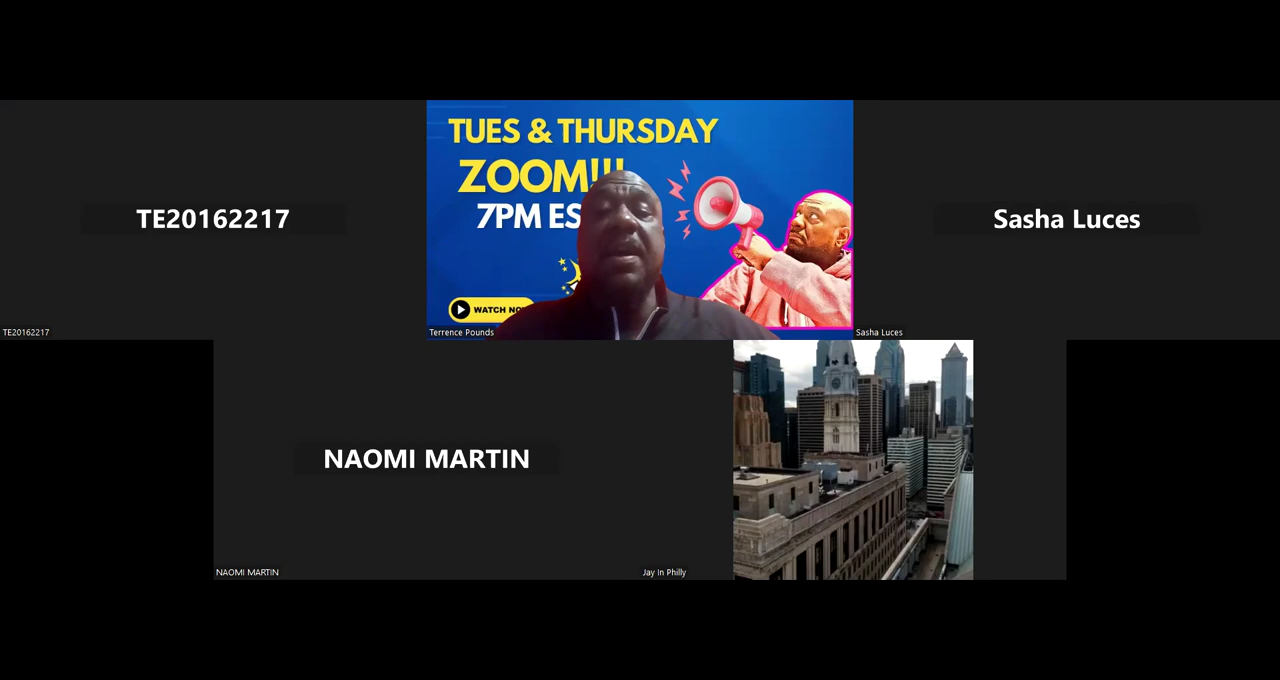 TE20162217
TE20162217
TUES & THURSDAY
ZOOM!!!
7PM ES
WATCH NO
Terrence Pounds
Sasha Luces
Sasha Luces
NAOMI MARTIN
NAOMI MARTIN
Jay In Philly